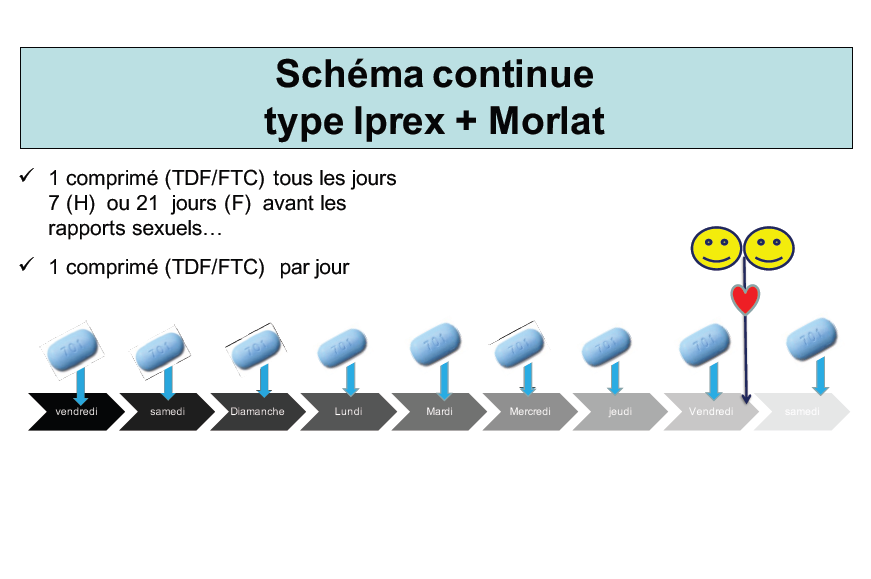 Schéma continue
type Iprex + Morlat
✓ 1 comprimé (TDF/FTC) tous les jours
7 (H) ou 21 jours (F) avant les
rapports sexuels…
✓ 1 comprimé (TDF/FTC) par jour
701 701 701 701 701 701 701 701 701
vendredi samedi Diamanche Lundi Mardi Mercredi jeudi Vendredi samedi